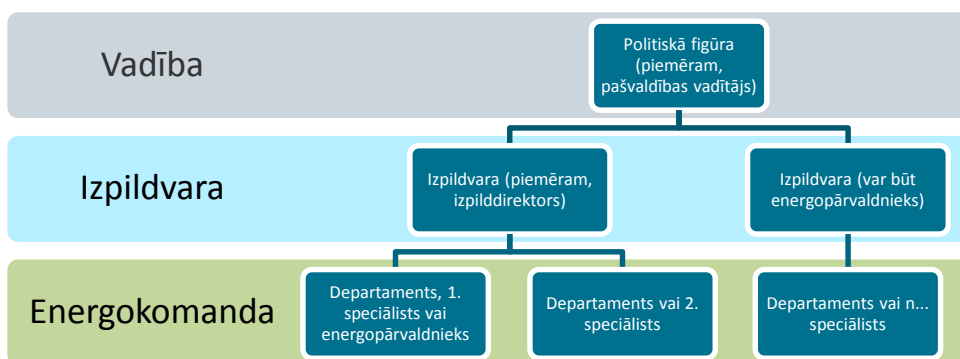 Vadība
Politiskā figūra
(piemēram,
pašvaldības vadītājs)
Izpildvara
Izpildvara (piemēram,
izpilddirektors)
Izpildvara (var būt
energopārvaldnieks)
Energokomanda
Departaments, 1.
speciālists vai
energopārvaldnieks
Departaments vai 2.
speciālists
Departaments vai n...
speciālists